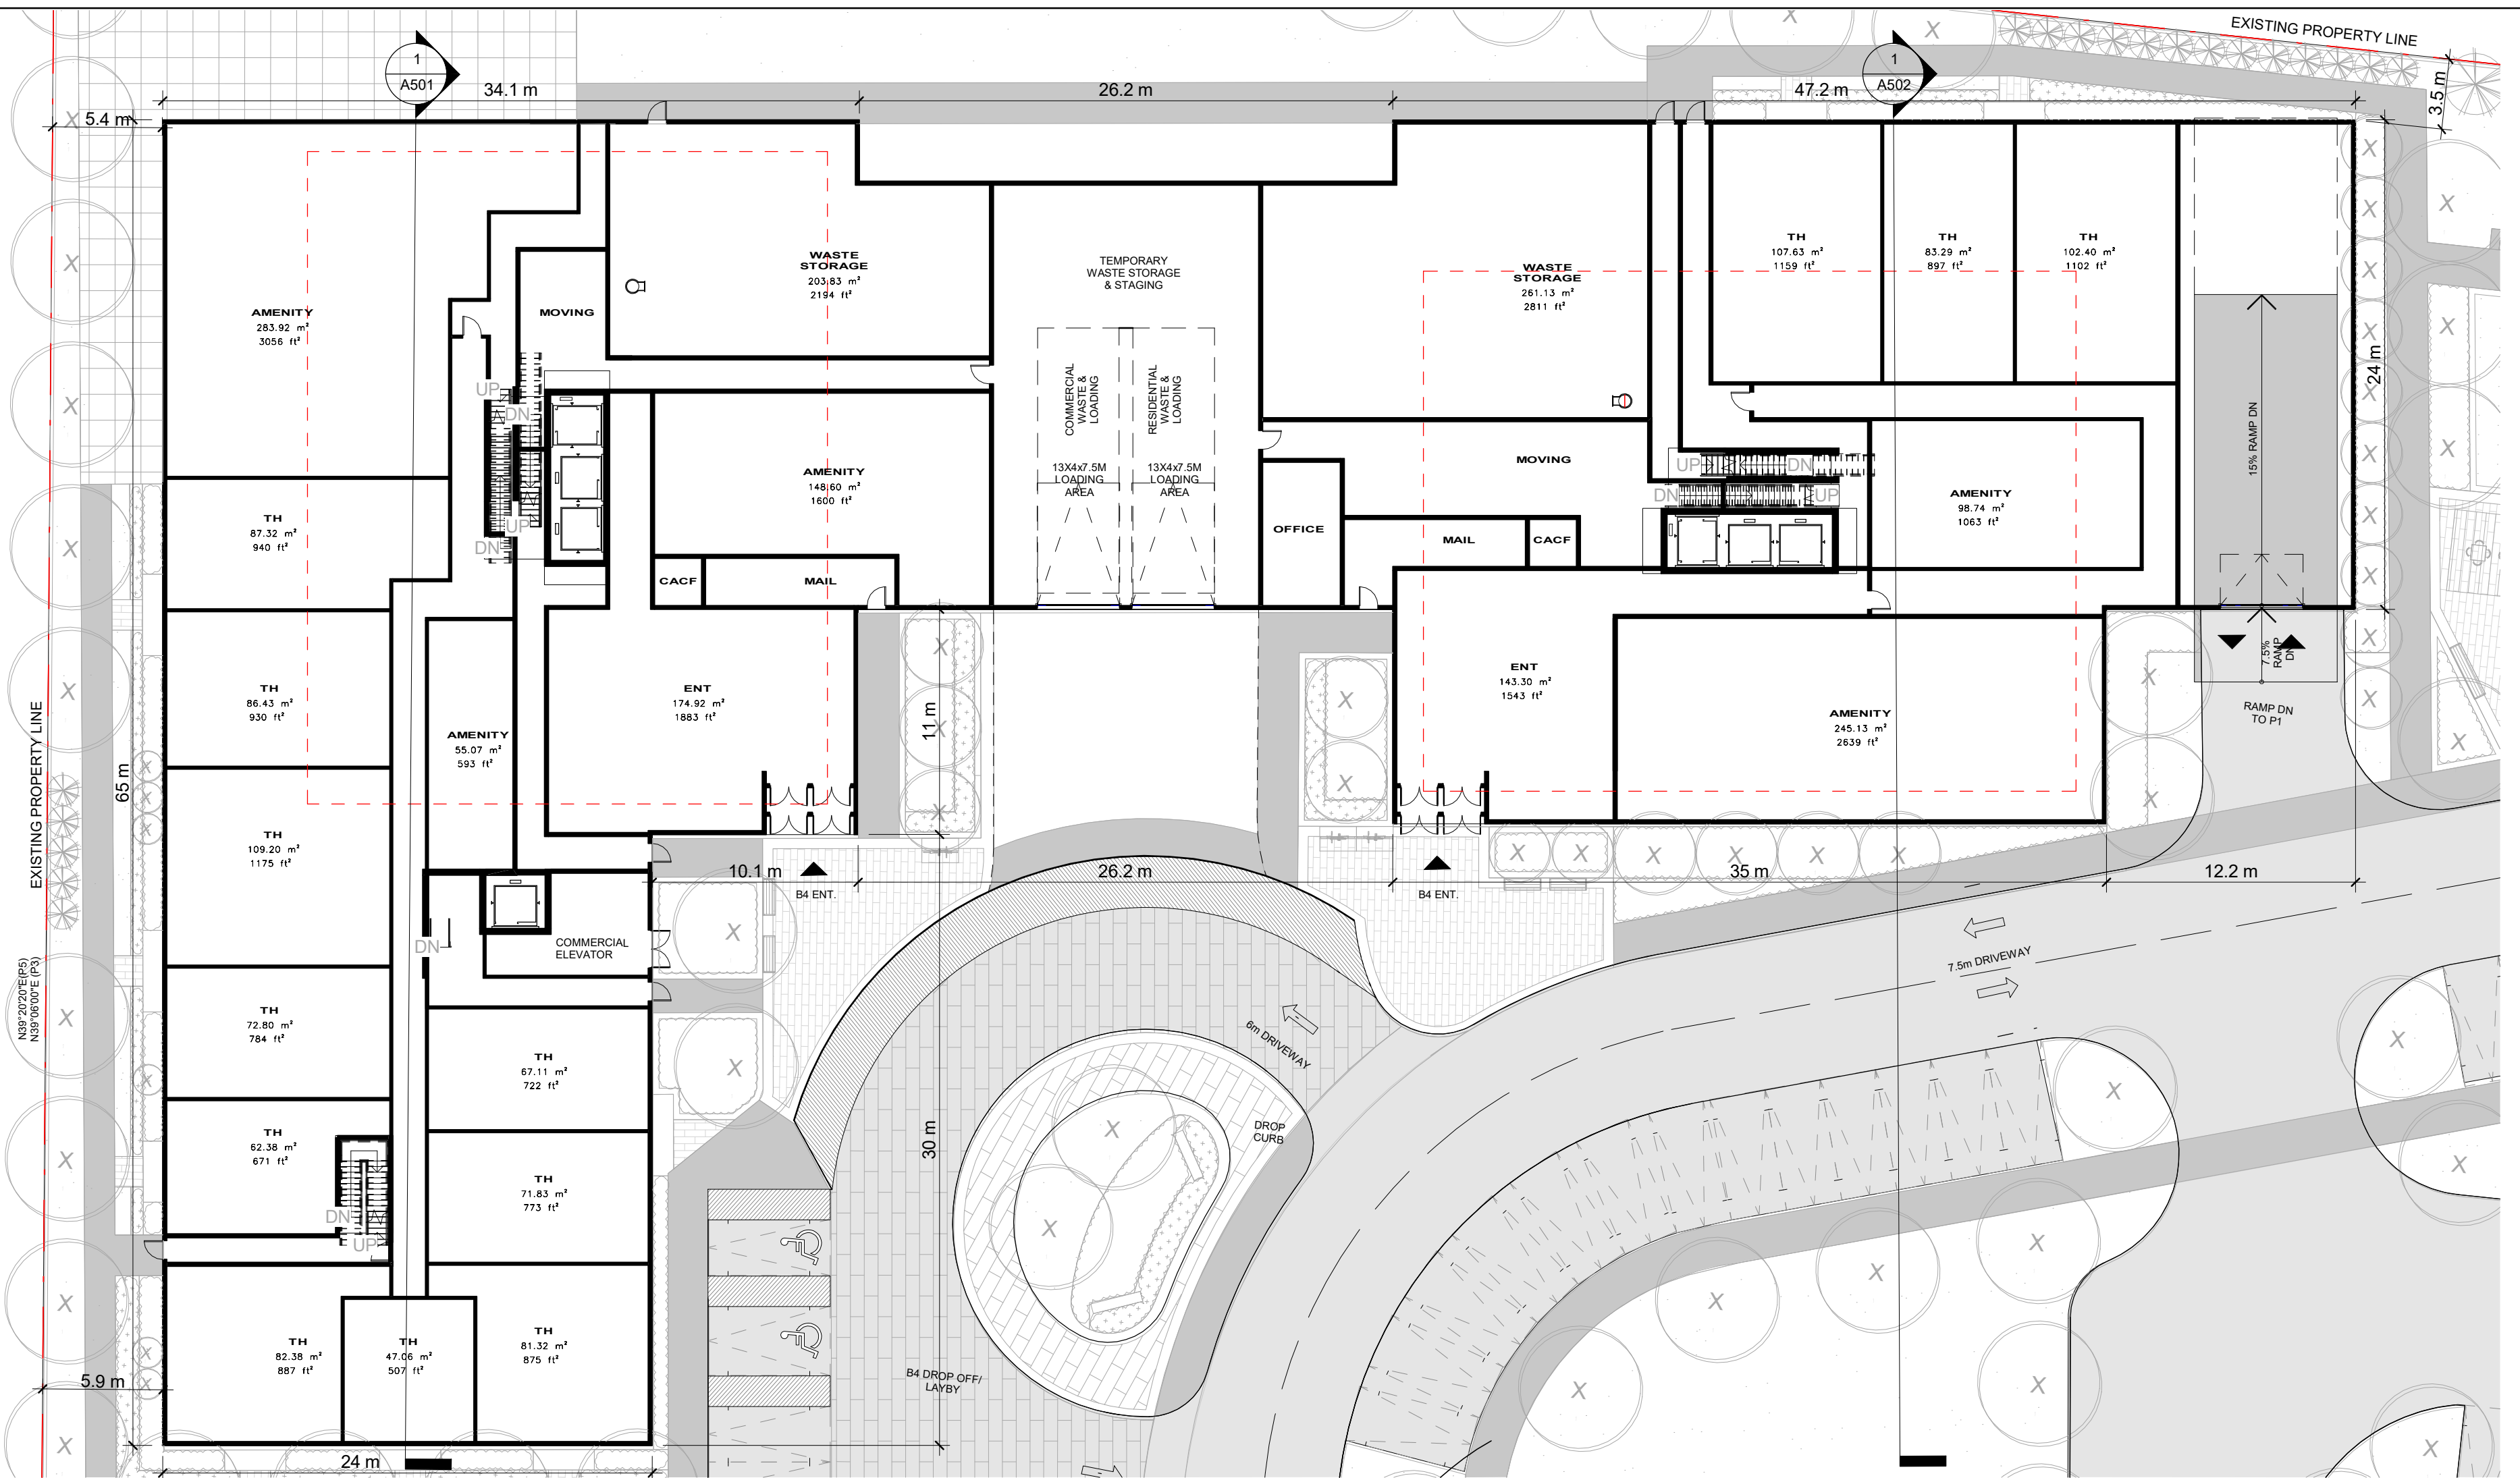 EXISTING PROPERTY LINE
1
A501
1
A502
34.1 m
26.2 m
47.2 m
3.5 m
5.4 m
WASTE
STORAGE
203.83 m²
2194 ft²
TEMPORARY
WASTE STORAGE
& STAGING
WASTE
STORAGE
261.13 m²
2811 ft²
TH
107.63 m²
1159 ft²
TH
83.29 m²
897 ft²
TH
102.40 m²
1102 ft²
AMENITY
283.92 m²
3056 ft²
MOVING
COMMERCIAL
WASTE &
LOADING
RESIDENTIAL
WASTE &
LOADING
24 m
15% RAMP DN
UP
DN
UP
DN
13X4x7.5M
LOADING
AREA
13X4x7.5M
LOADING
AREA
AMENITY
148.60 m²
1600 ft²
MOVING
UP
DN
DN
UP
AMENITY
98.74 m²
1063 ft²
TH
87.32 m²
940 ft²
OFFICE
MAIL
CACF
CACF
MAIL
TH
86.43 m²
930 ft²
ENT
174.92 m²
1883 ft²
11 m
ENT
143.30 m²
1543 ft²
AMENITY
245.13 m²
2639 ft²
7.5%
RAMP
DN
RAMP DN
TO P1
AMENITY
55.07 m²
593 ft²
EXISTING PROPERTY LINE
65 m
TH
109.20 m²
1175 ft²
10.1 m
26.2 m
35 m
12.2 m
B4 ENT.
B4 ENT.
DN
COMMERCIAL
ELEVATOR
7.5m DRIVEWAY
N39°20'20"E(P5)
N39°06'00"E (P3)
TH
72.80 m²
784 ft²
6m DRIVEWAY
TH
67.11 m²
722 ft²
DROP
CURB
30 m
TH
62.38 m²
671 ft²
DN
UP
TH
71.83 m²
773 ft²
TH
82.38 m²
887 ft²
TH
47.06 m²
507 ft²
TH
81.32 m²
875 ft²
B4 DROP OFF/
LAYBY
5.9 m
24 m